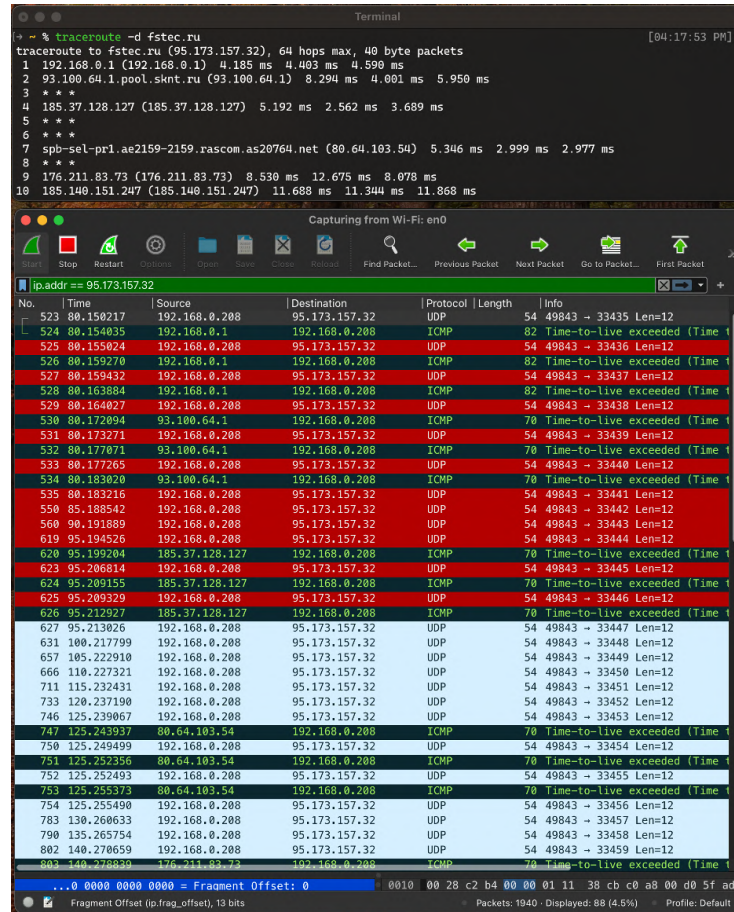 Terminal
→ ~ % traceroute -d fstec.ru [04:17:53 PM]
traceroute to fstec.ru (95.173.157.32), 64 hops max, 40 byte packets
1 192.168.0.1 (192.168.0.1) 4.185 ms 4.403 ms 4.590 ms
2 93.100.64.1.pool.sknt.ru (93.100.64.1) 8.294 ms 4.001 ms 5.950 ms
3 * * *
4 185.37.128.127 (185.37.128.127) 5.192 ms 2.562 ms 3.689 ms
5 * * *
6 * * *
7 spb-sel-pr1.ae2159-2159.rascom.as20764.net (80.64.103.54) 5.346 ms 2.999 ms 2.977 ms
8 * * *
9 176.211.83.73 (176.211.83.73) 8.530 ms 12.675 ms 8.078 ms
10 185.140.151.247 (185.140.151.247) 11.688 ms 11.344 ms 11.868 ms
Capturing from Wi-Fi: en0
Start Stop Restart Options Open Save Close Reload Find Packet... Previous Packet Next Packet Go to Packet... First Packet
ip.addr == 95.173.157.32
No. Time Source Destination Protocol Length Info
523 80.150217 192.168.0.208 95.173.157.32 UDP 54 49843 → 33435 Len=12
524 80.154035 192.168.0.1 192.168.0.208 ICMP 82 Time-to-live exceeded (Time t
525 80.155024 192.168.0.208 95.173.157.32 UDP 54 49843 → 33436 Len=12
526 80.159270 192.168.0.1 192.168.0.208 ICMP 82 Time-to-live exceeded (Time t
527 80.159432 192.168.0.208 95.173.157.32 UDP 54 49843 → 33437 Len=12
528 80.163884 192.168.0.1 192.168.0.208 ICMP 82 Time-to-live exceeded (Time t
529 80.164027 192.168.0.208 95.173.157.32 UDP 54 49843 → 33438 Len=12
530 80.172094 93.100.64.1 192.168.0.208 ICMP 70 Time-to-live exceeded (Time t
531 80.173271 192.168.0.208 95.173.157.32 UDP 54 49843 → 33439 Len=12
532 80.177071 93.100.64.1 192.168.0.208 ICMP 70 Time-to-live exceeded (Time t
533 80.177265 192.168.0.208 95.173.157.32 UDP 54 49843 → 33440 Len=12
534 80.183020 93.100.64.1 192.168.0.208 ICMP 70 Time-to-live exceeded (Time t
535 80.183216 192.168.0.208 95.173.157.32 UDP 54 49843 → 33441 Len=12
550 85.188542 192.168.0.208 95.173.157.32 UDP 54 49843 → 33442 Len=12
560 90.191889 192.168.0.208 95.173.157.32 UDP 54 49843 → 33443 Len=12
619 95.194526 192.168.0.208 95.173.157.32 UDP 54 49843 → 33444 Len=12
620 95.199204 185.37.128.127 192.168.0.208 ICMP 70 Time-to-live exceeded (Time t
623 95.206814 192.168.0.208 95.173.157.32 UDP 54 49843 → 33445 Len=12
624 95.209155 185.37.128.127 192.168.0.208 ICMP 70 Time-to-live exceeded (Time t
625 95.209329 192.168.0.208 95.173.157.32 UDP 54 49843 → 33446 Len=12
626 95.212927 185.37.128.127 192.168.0.208 ICMP 70 Time-to-live exceeded (Time t
627 95.213026 192.168.0.208 95.173.157.32 UDP 54 49843 → 33447 Len=12
631 100.217799 192.168.0.208 95.173.157.32 UDP 54 49843 → 33448 Len=12
657 105.222910 192.168.0.208 95.173.157.32 UDP 54 49843 → 33449 Len=12
666 110.227321 192.168.0.208 95.173.157.32 UDP 54 49843 → 33450 Len=12
711 115.232431 192.168.0.208 95.173.157.32 UDP 54 49843 → 33451 Len=12
733 120.237190 192.168.0.208 95.173.157.32 UDP 54 49843 → 33452 Len=12
746 125.239067 192.168.0.208 95.173.157.32 UDP 54 49843 → 33453 Len=12
747 125.243937 80.64.103.54 192.168.0.208 ICMP 70 Time-to-live exceeded (Time t
750 125.249499 192.168.0.208 95.173.157.32 UDP 54 49843 → 33454 Len=12
751 125.252356 80.64.103.54 192.168.0.208 ICMP 70 Time-to-live exceeded (Time t
752 125.252493 192.168.0.208 95.173.157.32 UDP 54 49843 → 33455 Len=12
753 125.255373 80.64.103.54 192.168.0.208 ICMP 70 Time-to-live exceeded (Time t
754 125.255490 192.168.0.208 95.173.157.32 UDP 54 49843 → 33456 Len=12
783 130.260633 192.168.0.208 95.173.157.32 UDP 54 49843 → 33457 Len=12
790 135.265754 192.168.0.208 95.173.157.32 UDP 54 49843 → 33458 Len=12
802 140.270659 192.168.0.208 95.173.157.32 UDP 54 49843 → 33459 Len=12
803 140.278839 176.211.83.73 192.168.0.208 ICMP 70 Time-to-live exceeded (Time t
...0 0000 0000 0000 = Fragment Offset: 0 0010 00 28 c2 b4 00 00 01 11 38 cb c0 a8 00 d0 5f ad
Fragment Offset (ip.frag_offset), 13 bits Packets: 1940 · Displayed: 88 (4.5%) Profile: Default